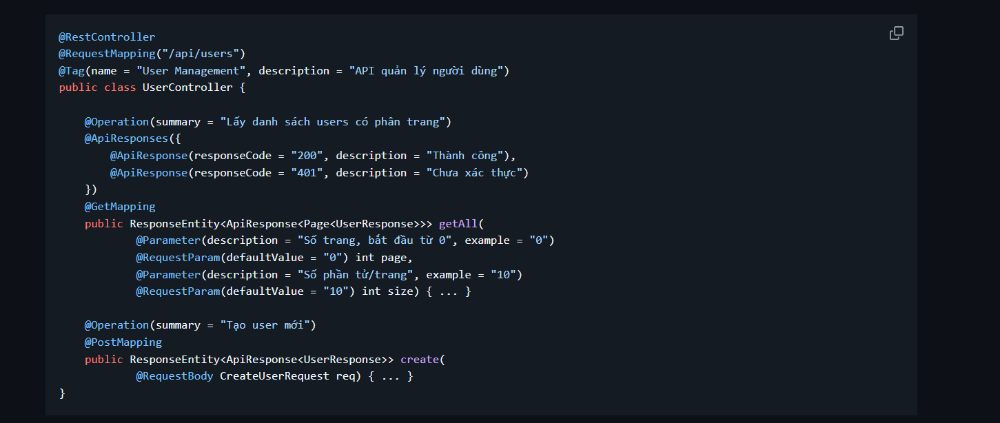 @RestController
@RequestMapping("/api/users")
@Tag(name = "User Management", description = "API quản lý người dùng")
public class UserController {
@Operation(summary = "Lấy danh sách users có phân trang")
@ApiResponses({
@ApiResponse(responseCode = "200", description = "Thành công"),
@ApiResponse(responseCode = "401", description = "Chưa xác thực")
})
@GetMapping
public ResponseEntity<ApiResponse<Page<UserResponse>>> getAll(
@Parameter(description = "Số trang, bắt đầu từ 0", example = "0")
@RequestParam(defaultValue = "0") int page,
@Parameter(description = "Số phần tử/trang", example = "10")
@RequestParam(defaultValue = "10") int size) { ... }
@Operation(summary = "Tạo user mới")
@PostMapping
public ResponseEntity<ApiResponse<UserResponse>> create(
@RequestBody CreateUserRequest req) { ... }
}